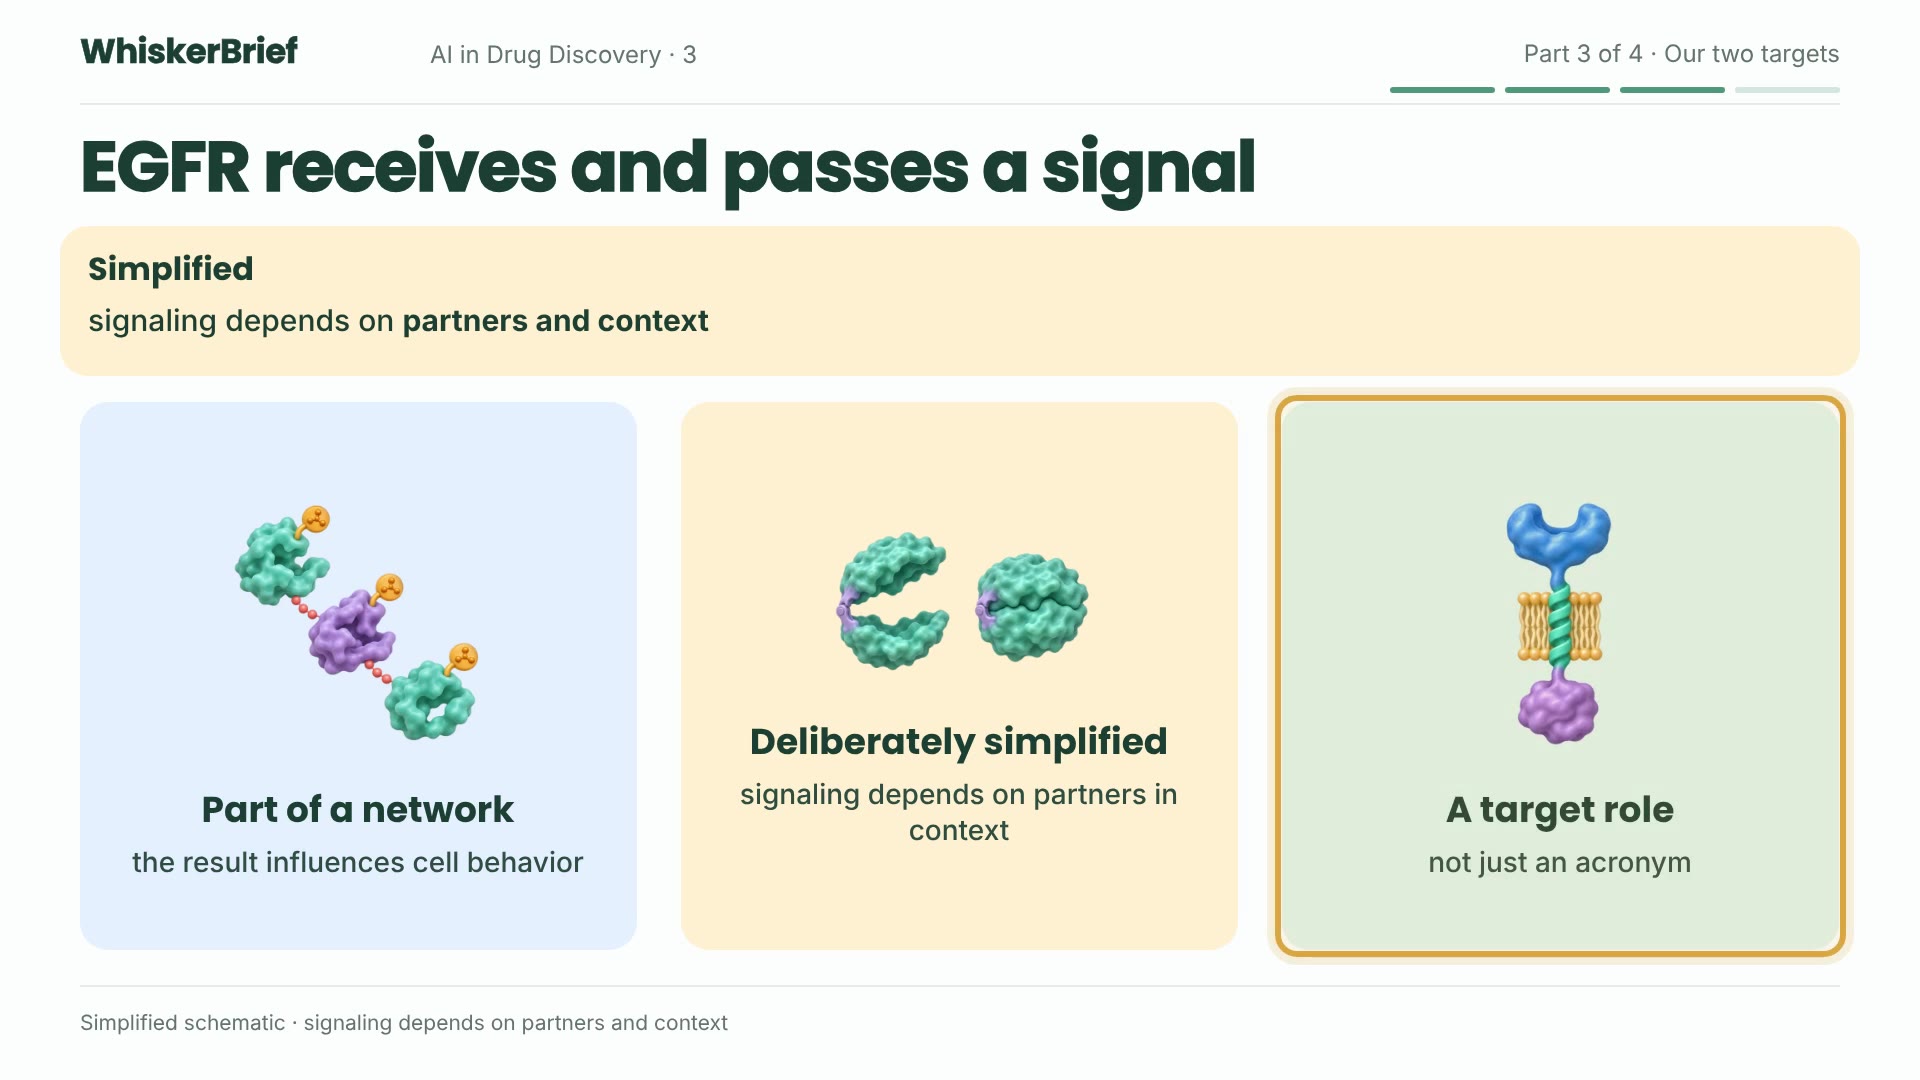 WhiskerBrief
AI in Drug Discovery · 3
Part 3 of 4 · Our two targets
EGFR receives and passes a signal
Simplified
signaling depends on partners and context
Part of a network
the result influences cell behavior
Deliberately simplified
signaling depends on partners in
context
A target role
not just an acronym
Simplified schematic · signaling depends on partners and context